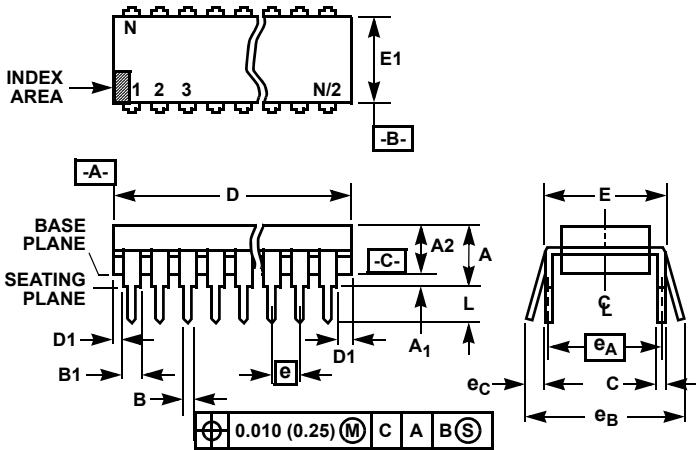 N
E1
INDEX
AREA
1 2 3 N/2
-B-
-A-
D
E
BASE
PLANE
A2
A
-C-
SEATING
PLANE
L
D1
A1
D1
B1
e
B
0.010 (0.25) Ⓜ C A B Ⓢ
℄
eA
eC
C
eB